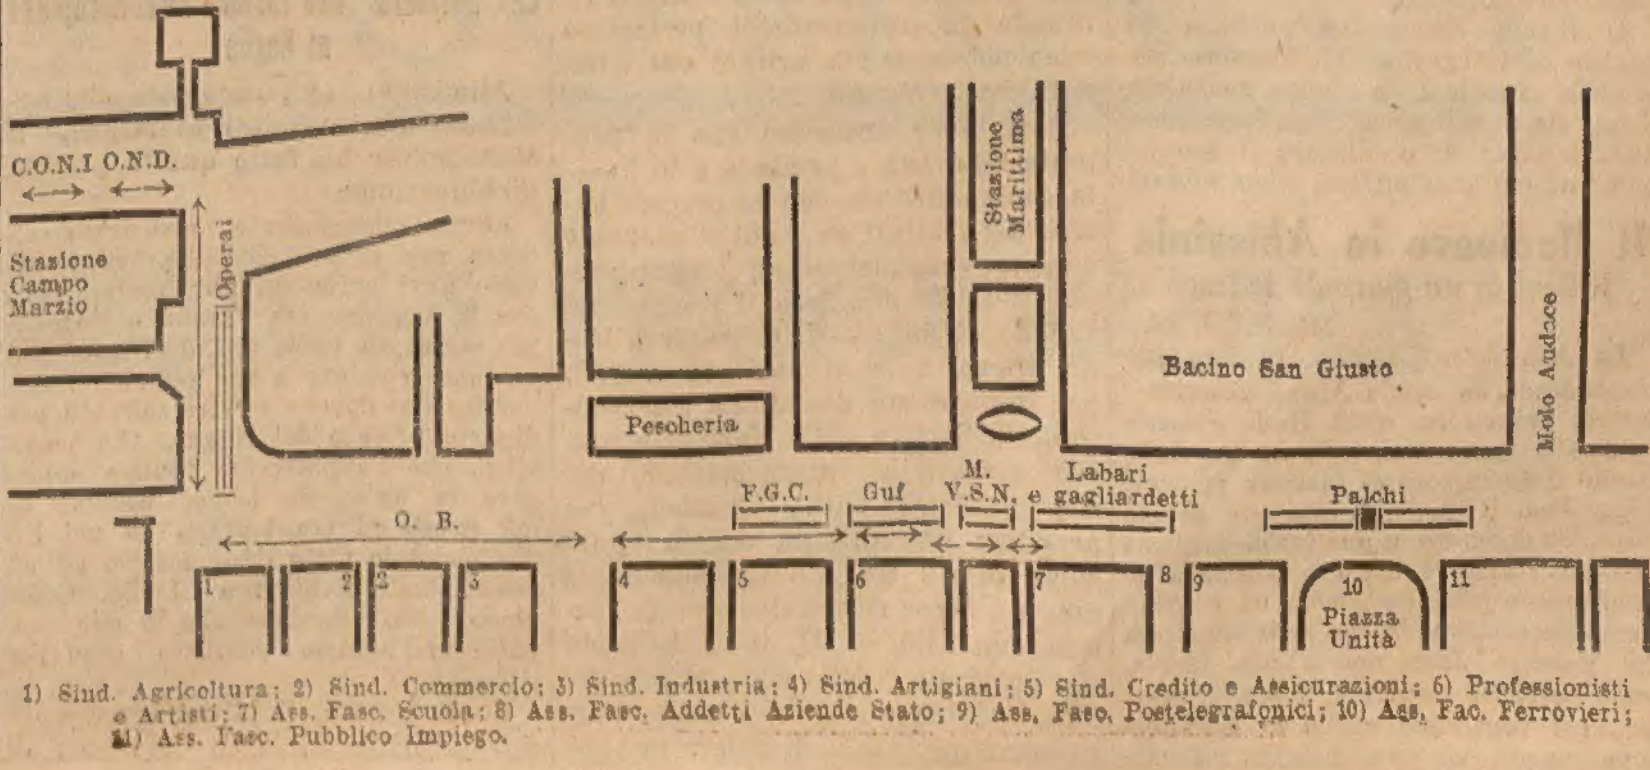 C.O.N.I O.N.D.
Stazione
Campo
Marzio
Operai
Stazione
Marittima
Bacino San Giusto
Molo Audace
Pescheria
O. B.
F.G.C.
Guf
M.
V.S.N.
Labari
e gagliardetti
Palchi
1
2
2
3
4
5
6
7
8
9
10
11
Piazza
Unità
1) Sind. Agricoltura; 2) Sind. Commercio; 3) Sind. Industria; 4) Sind. Artigiani; 5) Sind. Credito e Assicurazioni; 6) Professionisti
e Artisti; 7) Ass. Fasc. Scuola; 8) Ass. Fasc. Addetti Aziende Stato; 9) Ass. Fasc. Postelegrafonici; 10) Ass. Fac. Ferrovieri;
11) Ass. Fasc. Pubblico Impiego.